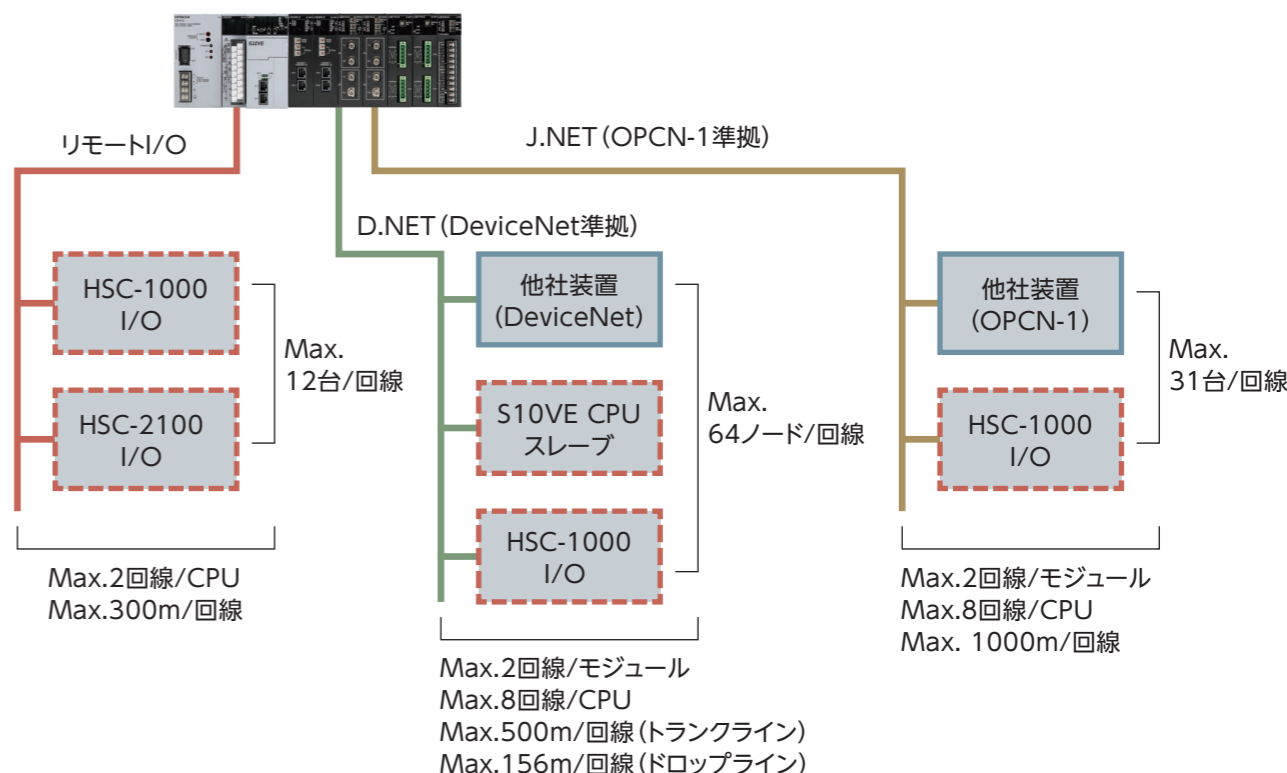 S10VE
リモートI/O
J.NET（OPCN-1準拠）
D.NET（DeviceNet準拠）
HSC-1000
I/O
HSC-2100
I/O
Max.
12台/回線
Max.2回線/CPU
Max.300m/回線
他社装置
（DeviceNet）
S10VE CPU
スレーブ
HSC-1000
I/O
Max.
64ノード/回線
Max.2回線/モジュール
Max.8回線/CPU
Max.500m/回線（トランクライン）
Max.156m/回線（ドロップライン）
他社装置
（OPCN-1）
HSC-1000
I/O
Max.
31台/回線
Max.2回線/モジュール
Max.8回線/CPU
Max. 1000m/回線